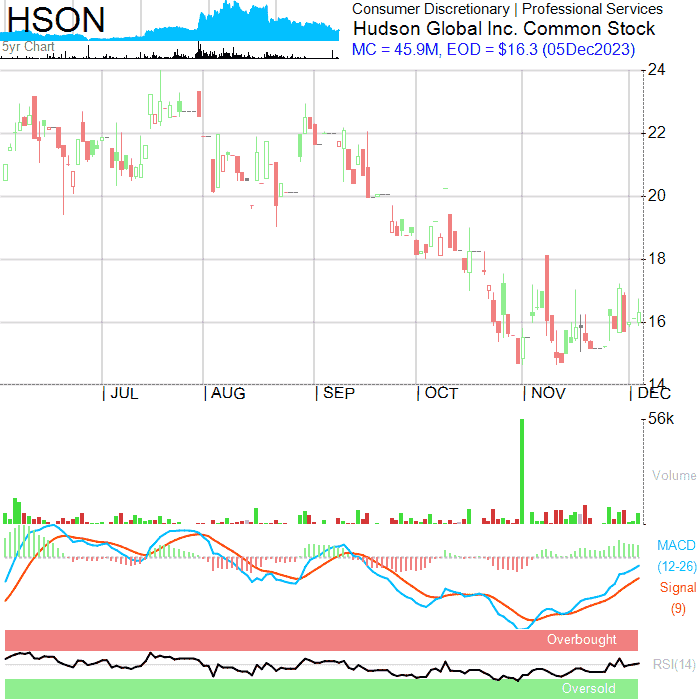 HSON
5yr Chart
Consumer Discretionary | Professional Services
Hudson Global Inc. Common Stock
MC = 45.9M, EOD = $16.3 (05Dec2023)
24
22
20
18
16
14
| JUL | AUG | SEP | OCT | NOV | DEC
56k
Volume
MACD
(12-26)
Signal
(9)
Overbought
RSI(14)
Oversold